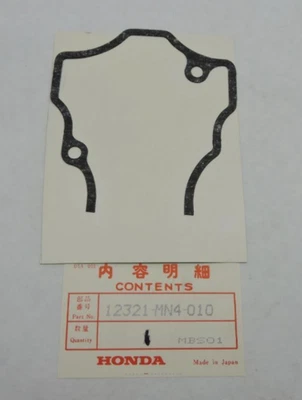 内容明細
CONTENTS
部品番号 Part No. 12321-MN4-010
数量 Quantity 1 MBS01
HONDA Made in Japan